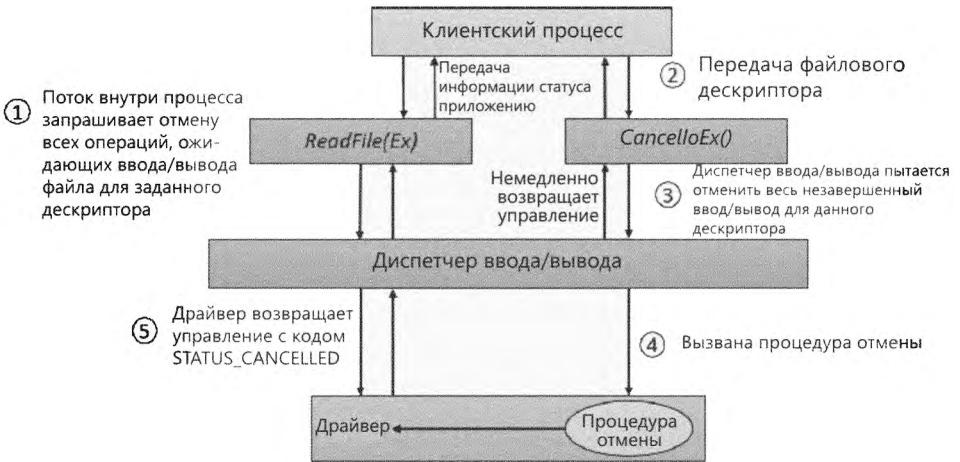 Клиентский процесс
① Поток внутри процесса
запрашивает отмену
всех операций, ожи-
дающих ввода/вывода
файла для заданного
дескриптора
Передача
информации статуса
приложению
② Передача файлового
дескриптора
ReadFile(Ex)
CancelloEx()
Немедленно
возвращает
управление
③ Диспетчер ввода/вывода пытается
отменить весь незавершенный
ввод/вывод для данного
дескриптора
Диспетчер ввода/вывода
⑤ Драйвер возвращает
управление с кодом
STATUS_CANCELLED
④ Вызвана процедура отмены
Драйвер
Процедура
отмены